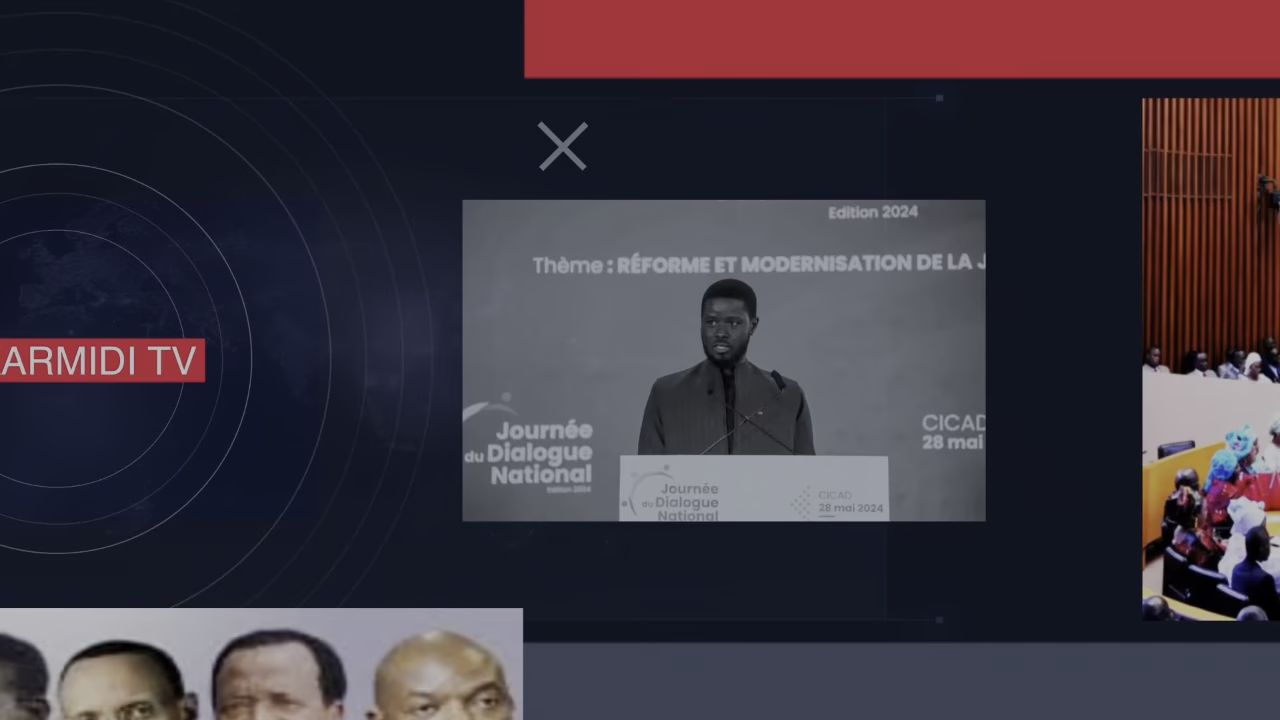 Edition 2024
Thème : RÉFORME ET MODERNISATION DE LA J
ARMIDI TV
Journée
du Dialogue
National
Edition 2024
CICAD
28 mai
Journée
du Dialogue
National
CICAD
28 mai 2024